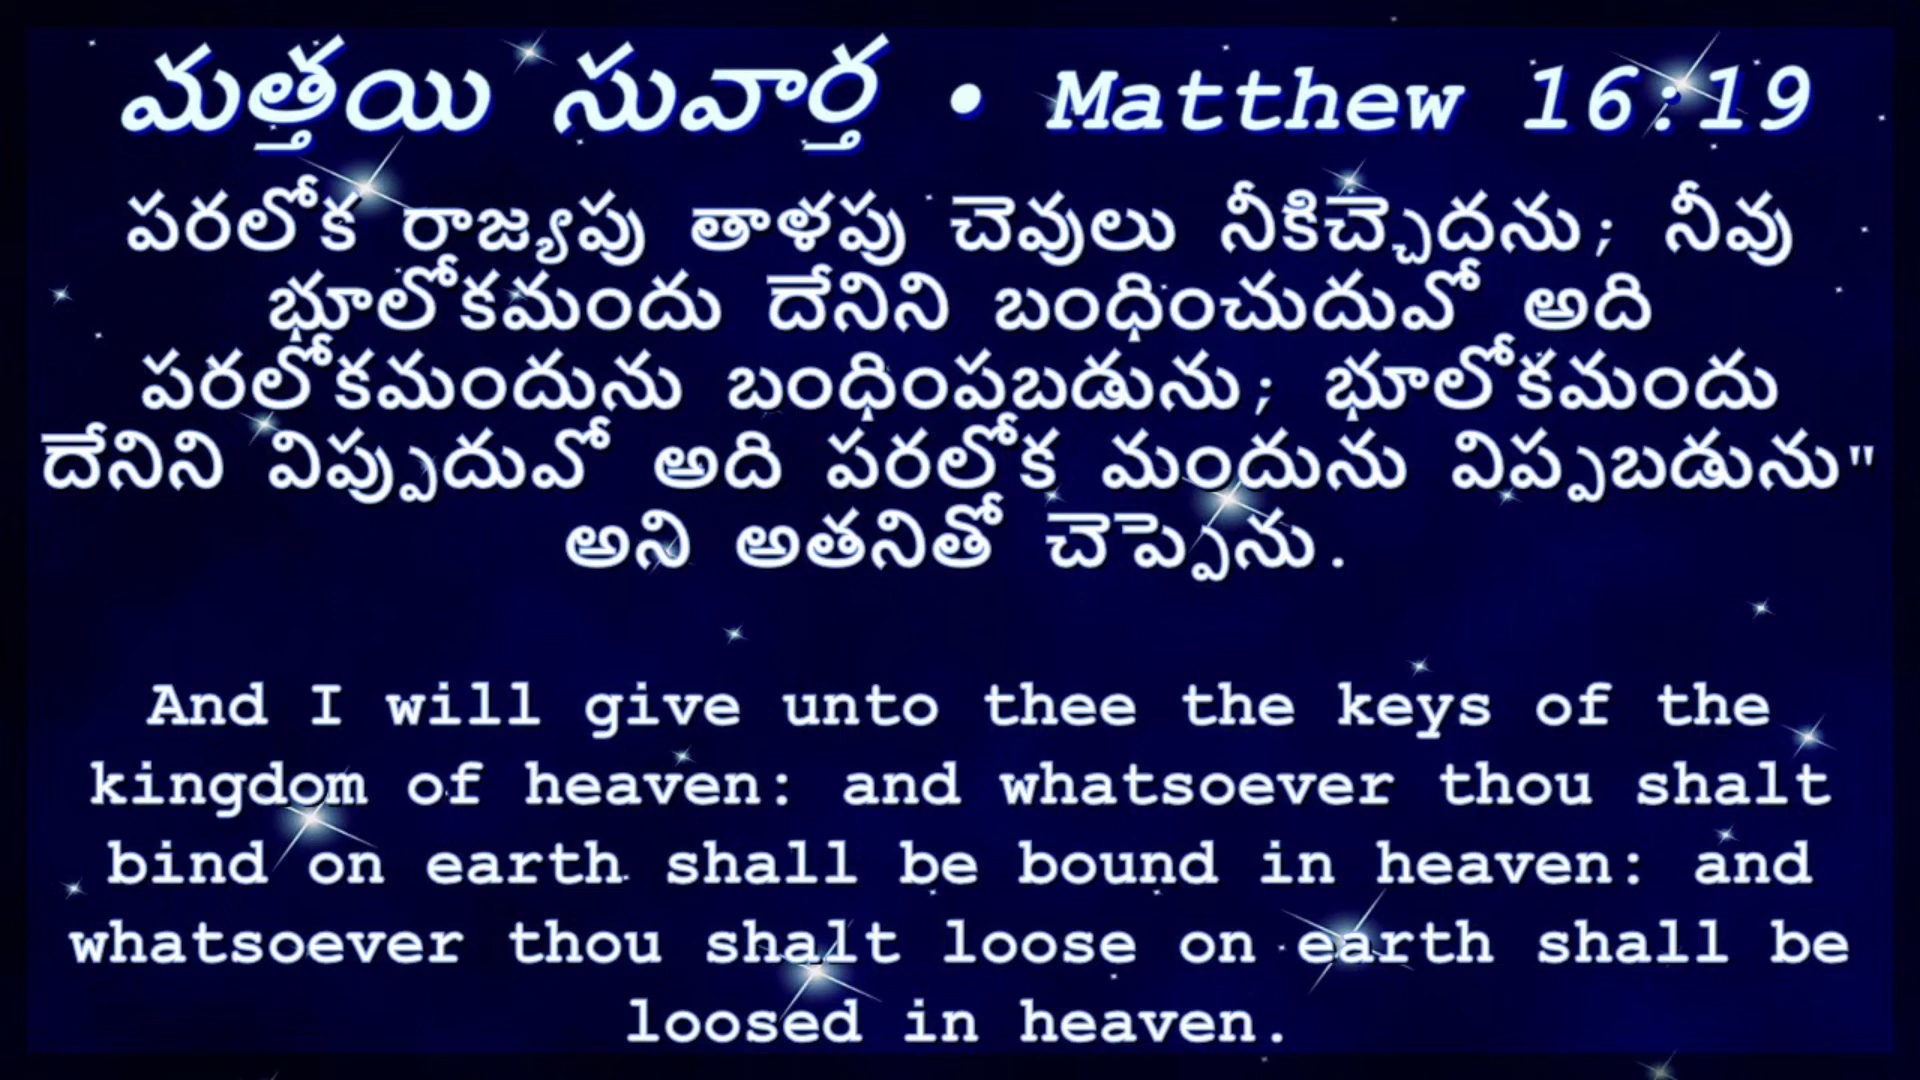 మత్తయి సువార్త • Matthew 16:19
పరలోక రాజ్యపు తాళపు చెవులు నీకిచ్చెదను; నీవు
భూలోకమందు దేనిని బంధించుదువో అది
పరలోకమందును బంధింపబడును; భూలోకమందు
దేనిని విప్పుదువో అది పరలోక మందును విప్పబడును"
అని అతనితో చెప్పెను.
And I will give unto thee the keys of the
kingdom of heaven: and whatsoever thou shalt
bind on earth shall be bound in heaven: and
whatsoever thou shalt loose on earth shall be
loosed in heaven.